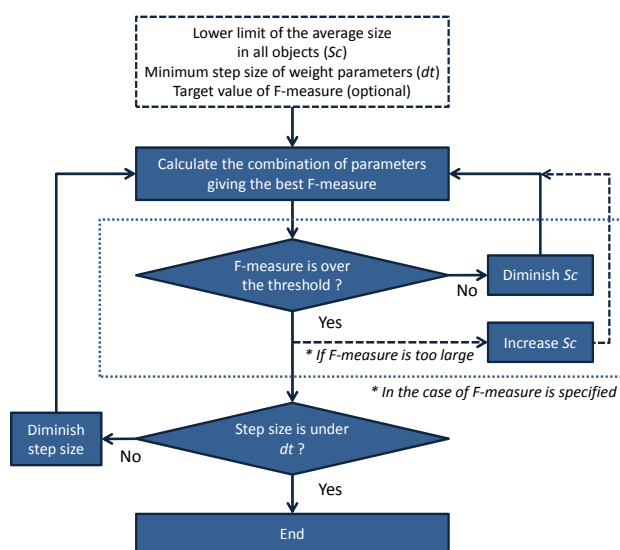 Lower limit of the average size
in all objects (Sc)
Minimum step size of weight parameters (dt)
Target value of F-measure (optional)
Calculate the combination of parameters
giving the best F-measure
F-measure is over
the threshold ?
No
Diminish Sc
Yes
* If F-measure is too large
Increase Sc
* In the case of F-measure is specified
Step size is under
dt ?
No
Diminish
step size
Yes
End